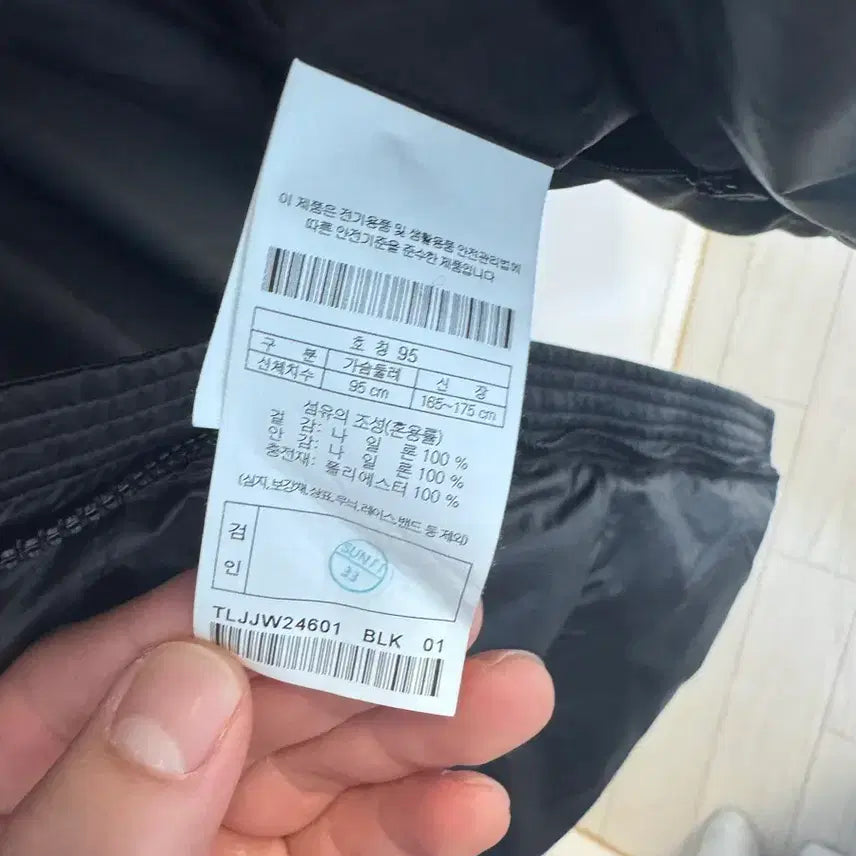 이 제품은 전기용품 및 생활용품 안전관리법에
따른 안전기준을 준수한 제품입니다
호 칭 95
구 분 가슴둘레 신 장
신체치수 95 cm 165~175 cm
섬유의 조성(혼용률)
겉 감: 나 일 론 100 %
안 감: 나 일 론 100 %
충전재: 폴리에스터 100 %
(심지,보강재,상표,무늬,레이스,밴드 등 제외)
검
인
SUN FI
33
TLJJW24601 BLK 01